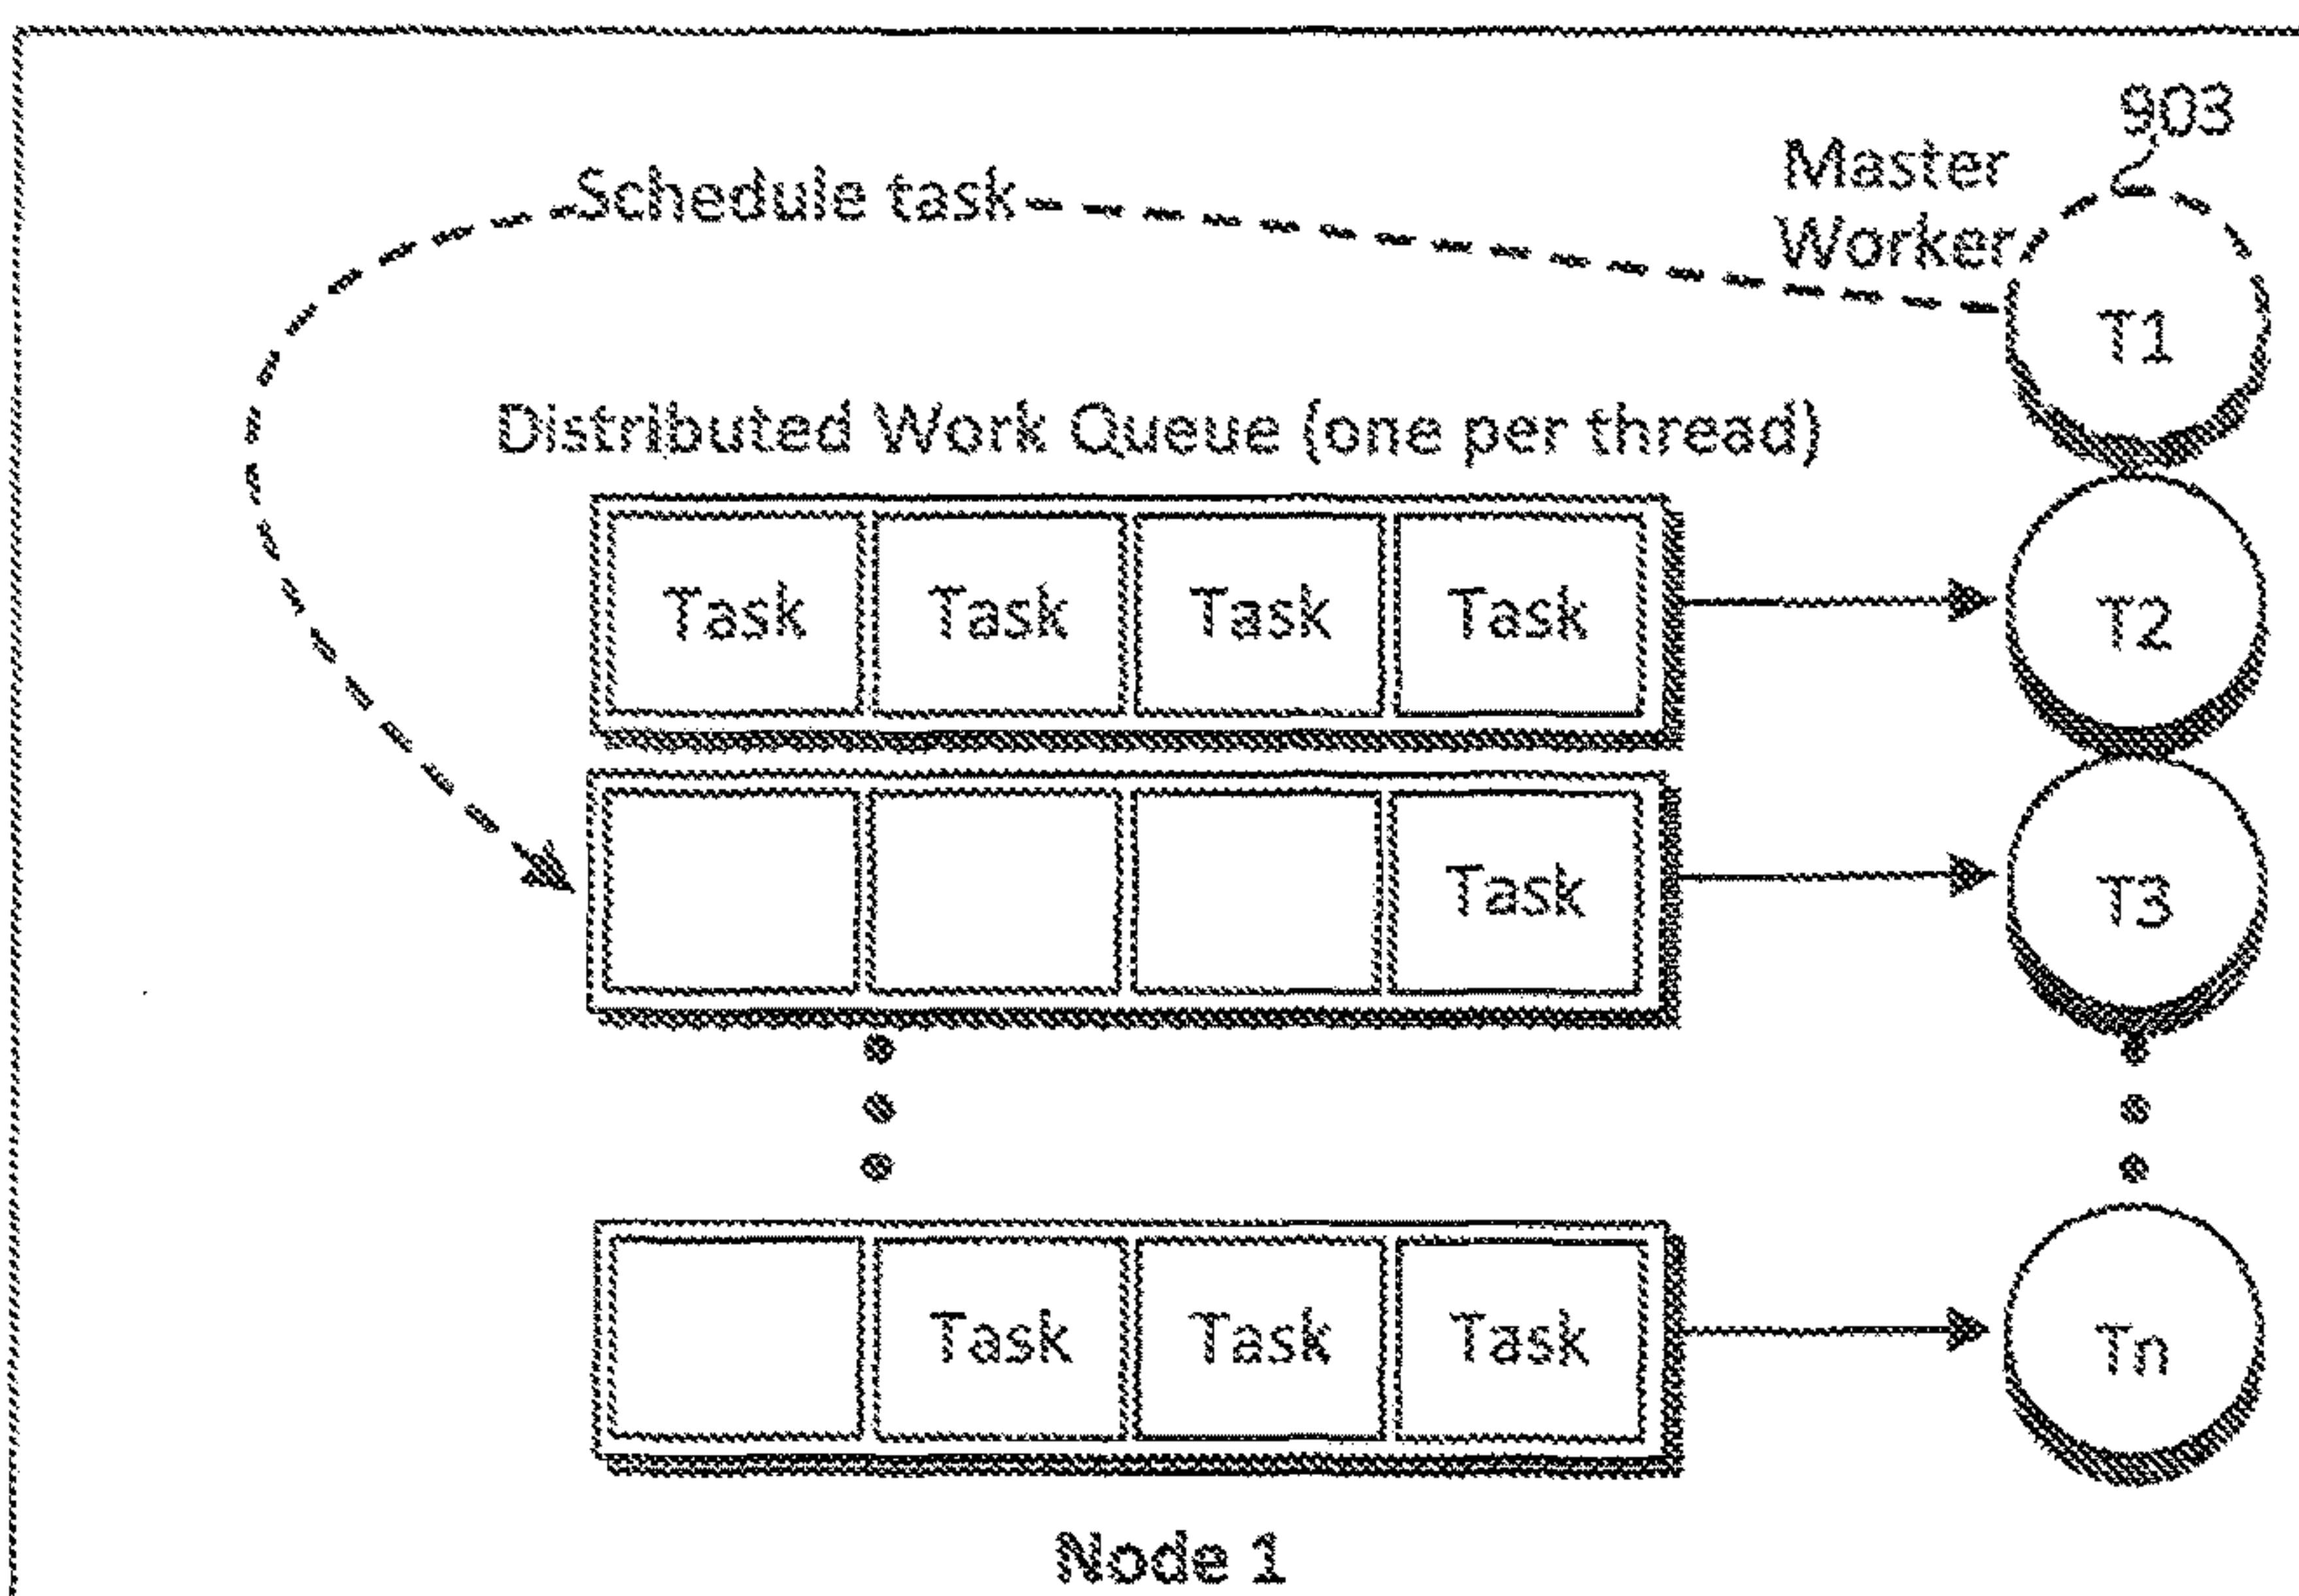 903
Master
Worker
Schedule task
T1
Distributed Work Queue (one per thread)
Task Task Task Task
T2
Task
T3
Task Task Task
Tn
Node 1